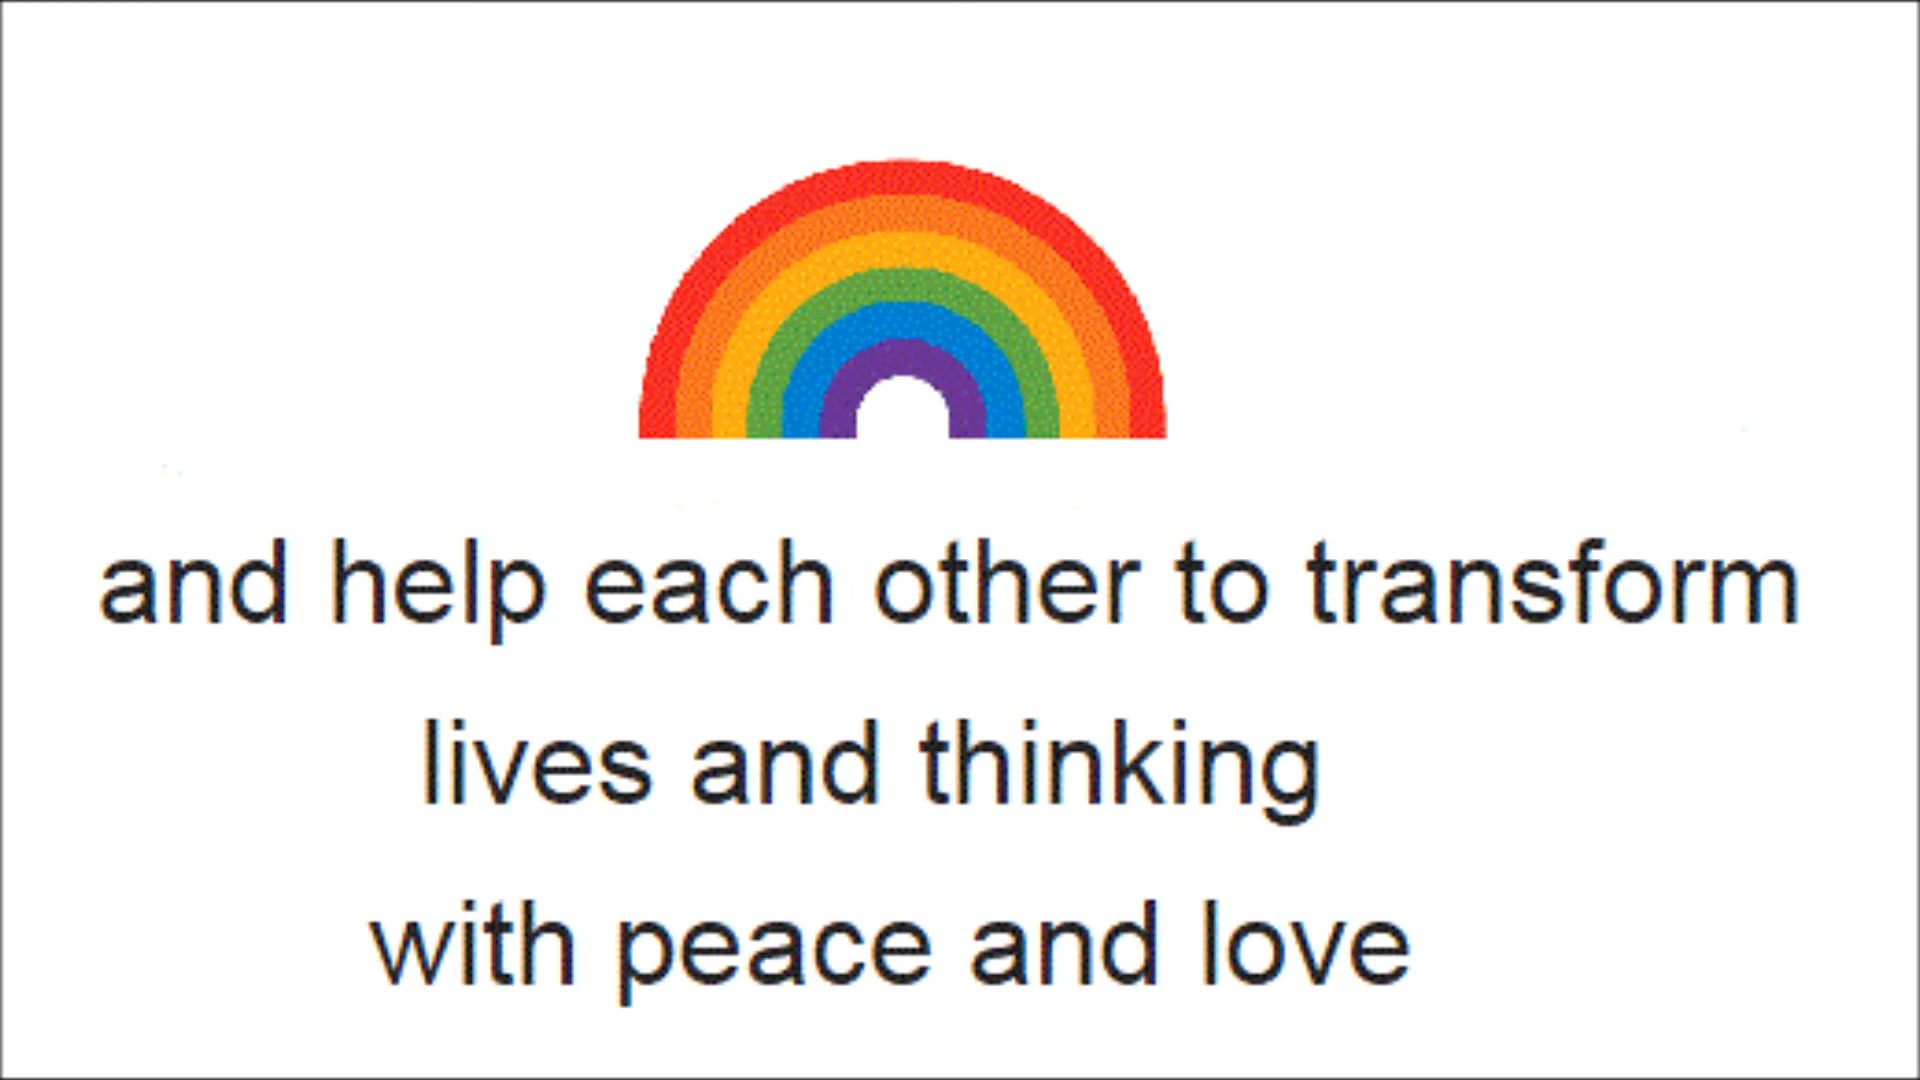 and help each other to transform
lives and thinking
with peace and love